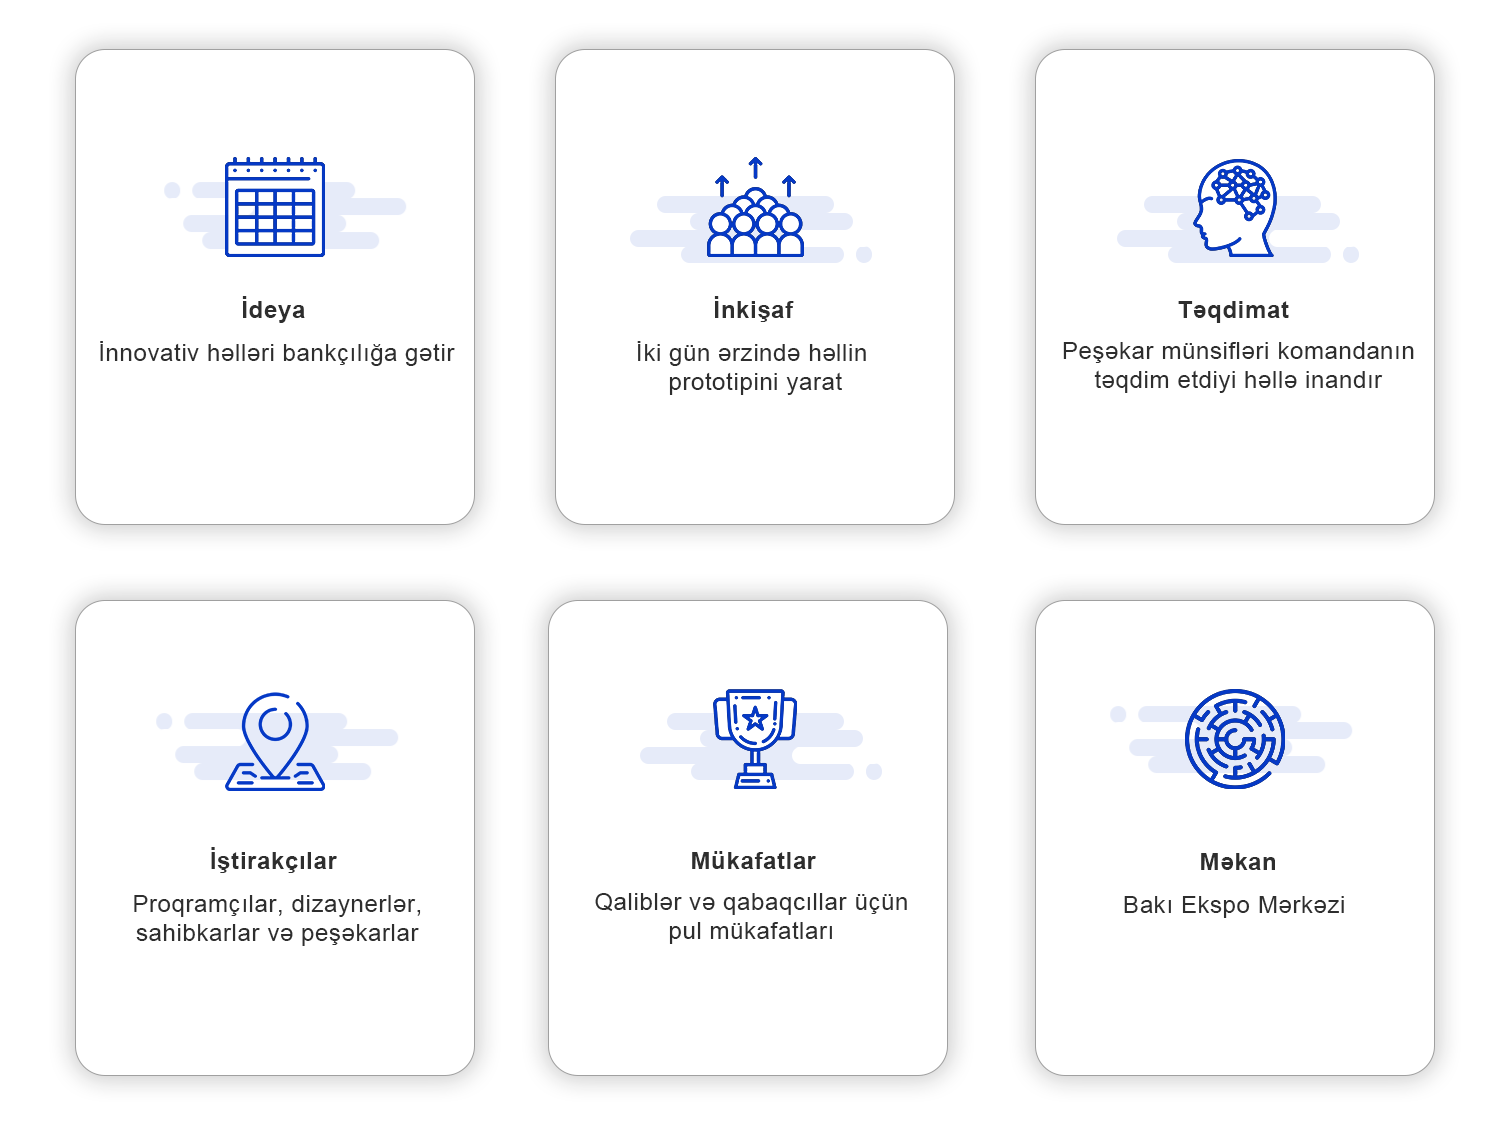 İdeya
İnnovativ həlləri bankçılığa gətir
İnkişaf
İki gün ərzində həllin
prototipini yarat
Təqdimat
Peşəkar münsifləri komandanın
təqdim etdiyi həllə inandır
İştirakçılar
Proqramçılar, dizaynerlər,
sahibkarlar və peşəkarlar
Mükafatlar
Qaliblər və qabaqcıllar üçün
pul mükafatları
Məkan
Bakı Ekspo Mərkəzi